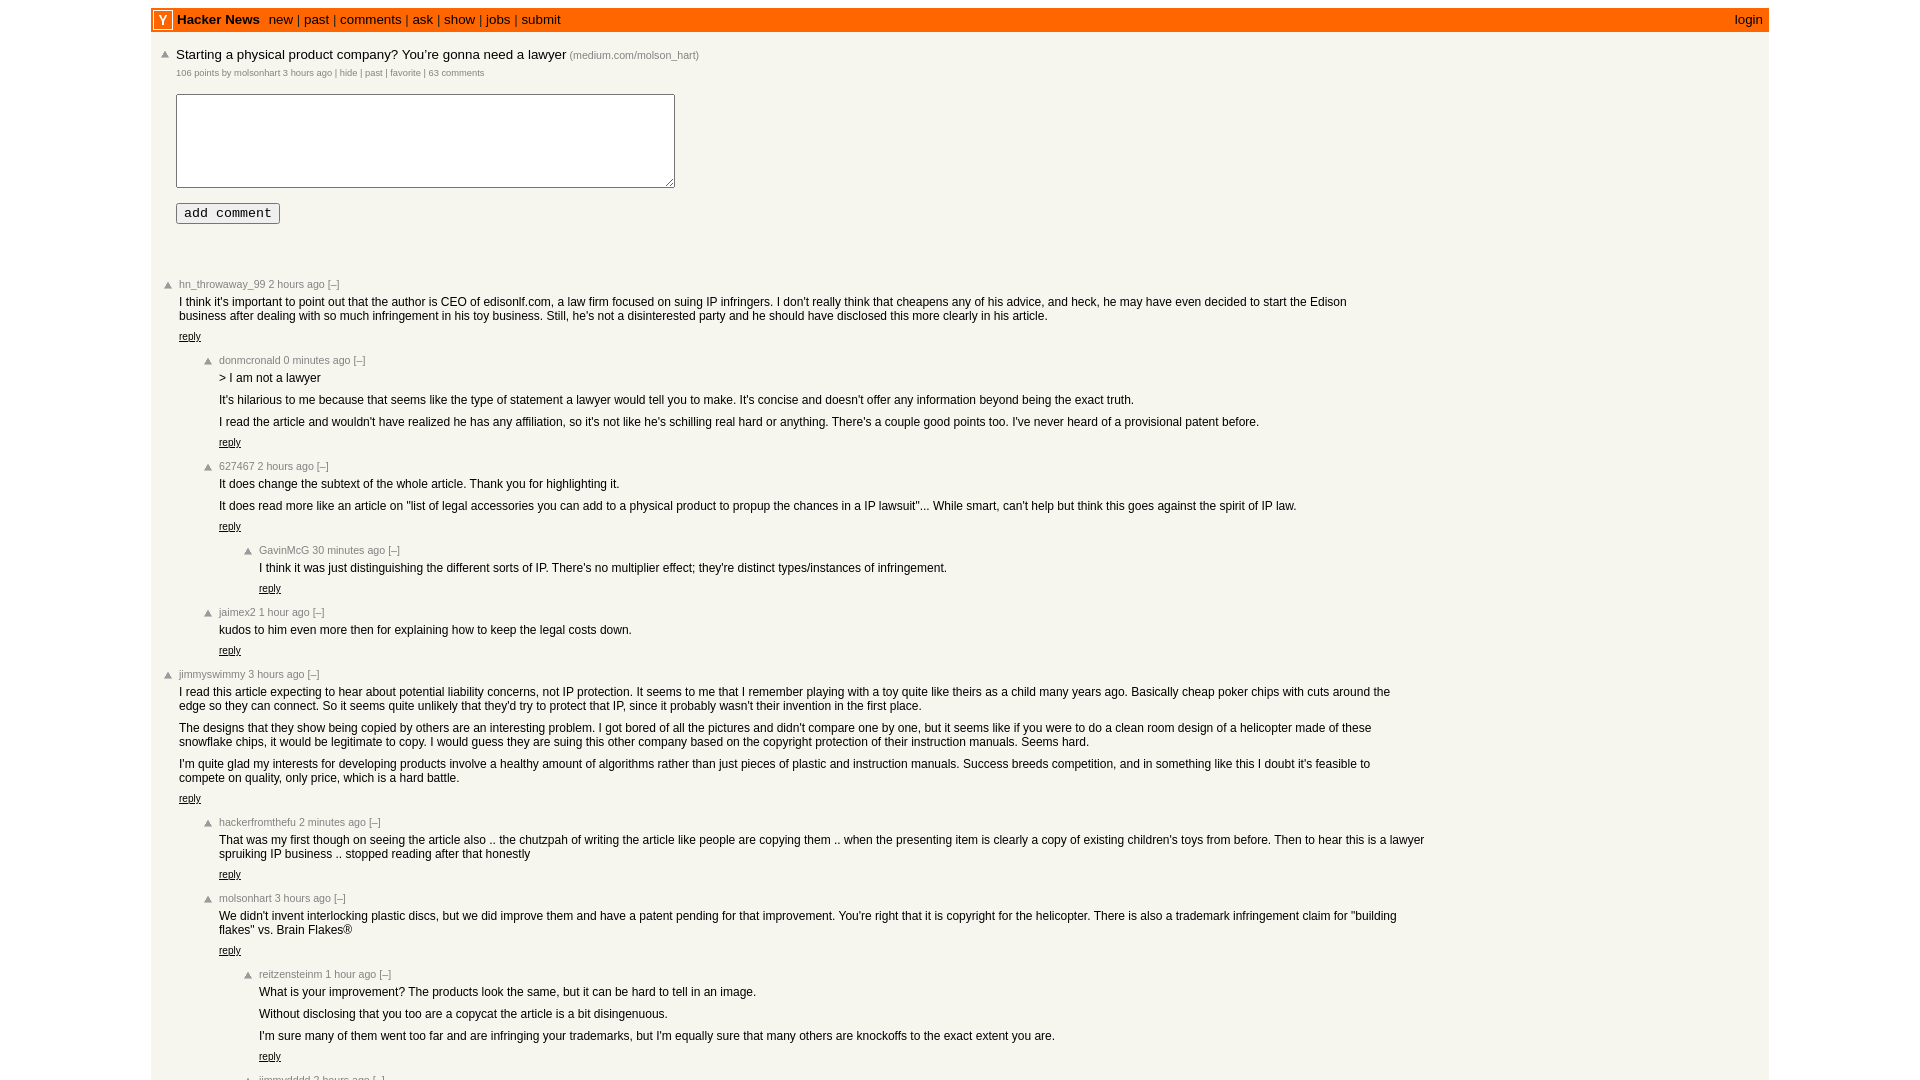 Y Hacker News new | past | comments | ask | show | jobs | submit login
Starting a physical product company? You’re gonna need a lawyer (medium.com/molson_hart)
106 points by molsonhart 3 hours ago | hide | past | favorite | 63 comments
add comment
hn_throwaway_99 2 hours ago [–]
I think it's important to point out that the author is CEO of edisonlf.com, a law firm focused on suing IP infringers. I don't really think that cheapens any of his advice, and heck, he may have even decided to start the Edison
business after dealing with so much infringement in his toy business. Still, he's not a disinterested party and he should have disclosed this more clearly in his article.
reply
donmcronald 0 minutes ago [–]
> I am not a lawyer
It's hilarious to me because that seems like the type of statement a lawyer would tell you to make. It's concise and doesn't offer any information beyond being the exact truth.
I read the article and wouldn't have realized he has any affiliation, so it's not like he's schilling real hard or anything. There's a couple good points too. I've never heard of a provisional patent before.
reply
627467 2 hours ago [–]
It does change the subtext of the whole article. Thank you for highlighting it.
It does read more like an article on "list of legal accessories you can add to a physical product to propup the chances in a IP lawsuit"... While smart, can't help but think this goes against the spirit of IP law.
reply
GavinMcG 30 minutes ago [–]
I think it was just distinguishing the different sorts of IP. There's no multiplier effect; they're distinct types/instances of infringement.
reply
jaimex2 1 hour ago [–]
kudos to him even more then for explaining how to keep the legal costs down.
reply
jimmyswimmy 3 hours ago [–]
I read this article expecting to hear about potential liability concerns, not IP protection. It seems to me that I remember playing with a toy quite like theirs as a child many years ago. Basically cheap poker chips with cuts around the
edge so they can connect. So it seems quite unlikely that they'd try to protect that IP, since it probably wasn't their invention in the first place.
The designs that they show being copied by others are an interesting problem. I got bored of all the pictures and didn't compare one by one, but it seems like if you were to do a clean room design of a helicopter made of these
snowflake chips, it would be legitimate to copy. I would guess they are suing this other company based on the copyright protection of their instruction manuals. Seems hard.
I'm quite glad my interests for developing products involve a healthy amount of algorithms rather than just pieces of plastic and instruction manuals. Success breeds competition, and in something like this I doubt it's feasible to
compete on quality, only price, which is a hard battle.
reply
hackerfromthefu 2 minutes ago [–]
That was my first though on seeing the article also .. the chutzpah of writing the article like people are copying them .. when the presenting item is clearly a copy of existing children's toys from before. Then to hear this is a lawyer
spruiking IP business .. stopped reading after that honestly
reply
molsonhart 3 hours ago [–]
We didn't invent interlocking plastic discs, but we did improve them and have a patent pending for that improvement. You're right that it is copyright for the helicopter. There is also a trademark infringement claim for "building
flakes" vs. Brain Flakes®
reply
reitzensteinm 1 hour ago [–]
What is your improvement? The products look the same, but it can be hard to tell in an image.
Without disclosing that you too are a copycat the article is a bit disingenuous.
I'm sure many of them went too far and are infringing your trademarks, but I'm equally sure that many others are knockoffs to the exact extent you are.
reply
jimmydddd 2 hours ago [–]